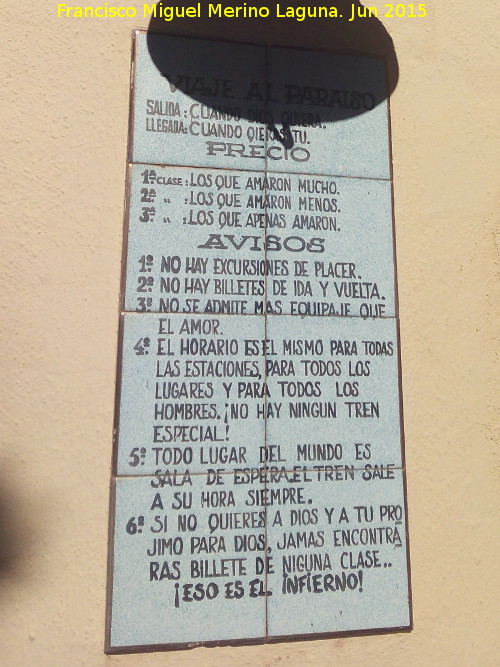 Francisco Miguel Merino Laguna. Jun 2015
VIAJE AL PARAISO
SALIDA: CUANDO DIOS QUIERA.
LLEGADA: CUANDO QIERAS TU.
PRECIO
1ª CLASE: LOS QUE AMARON MUCHO.
2ª „ : LOS QUE AMARON MENOS.
3ª „ : LOS QUE APENAS AMARON.
AVISOS
1º NO HAY EXCURSIONES DE PLACER.
2º NO HAY BILLETES DE IDA Y VUELTA.
3º NO SE ADMITE MAS EQUIPAJE QUE
EL AMOR.
4º EL HORARIO ES EL MISMO PARA TODAS
LAS ESTACIONES, PARA TODOS LOS
LUGARES Y PARA TODOS LOS
HOMBRES. ¡NO HAY NINGUN TREN
ESPECIAL!
5º TODO LUGAR DEL MUNDO ES
SALA DE ESPERA. EL TREN SALE
A SU HORA SIEMPRE.
6º SI NO QUIERES A DIOS Y A TU PRO
JIMO PARA DIOS, JAMAS ENCONTRA
RAS BILLETE DE NIGUNA CLASE..
¡ESO ES EL INFIERNO!